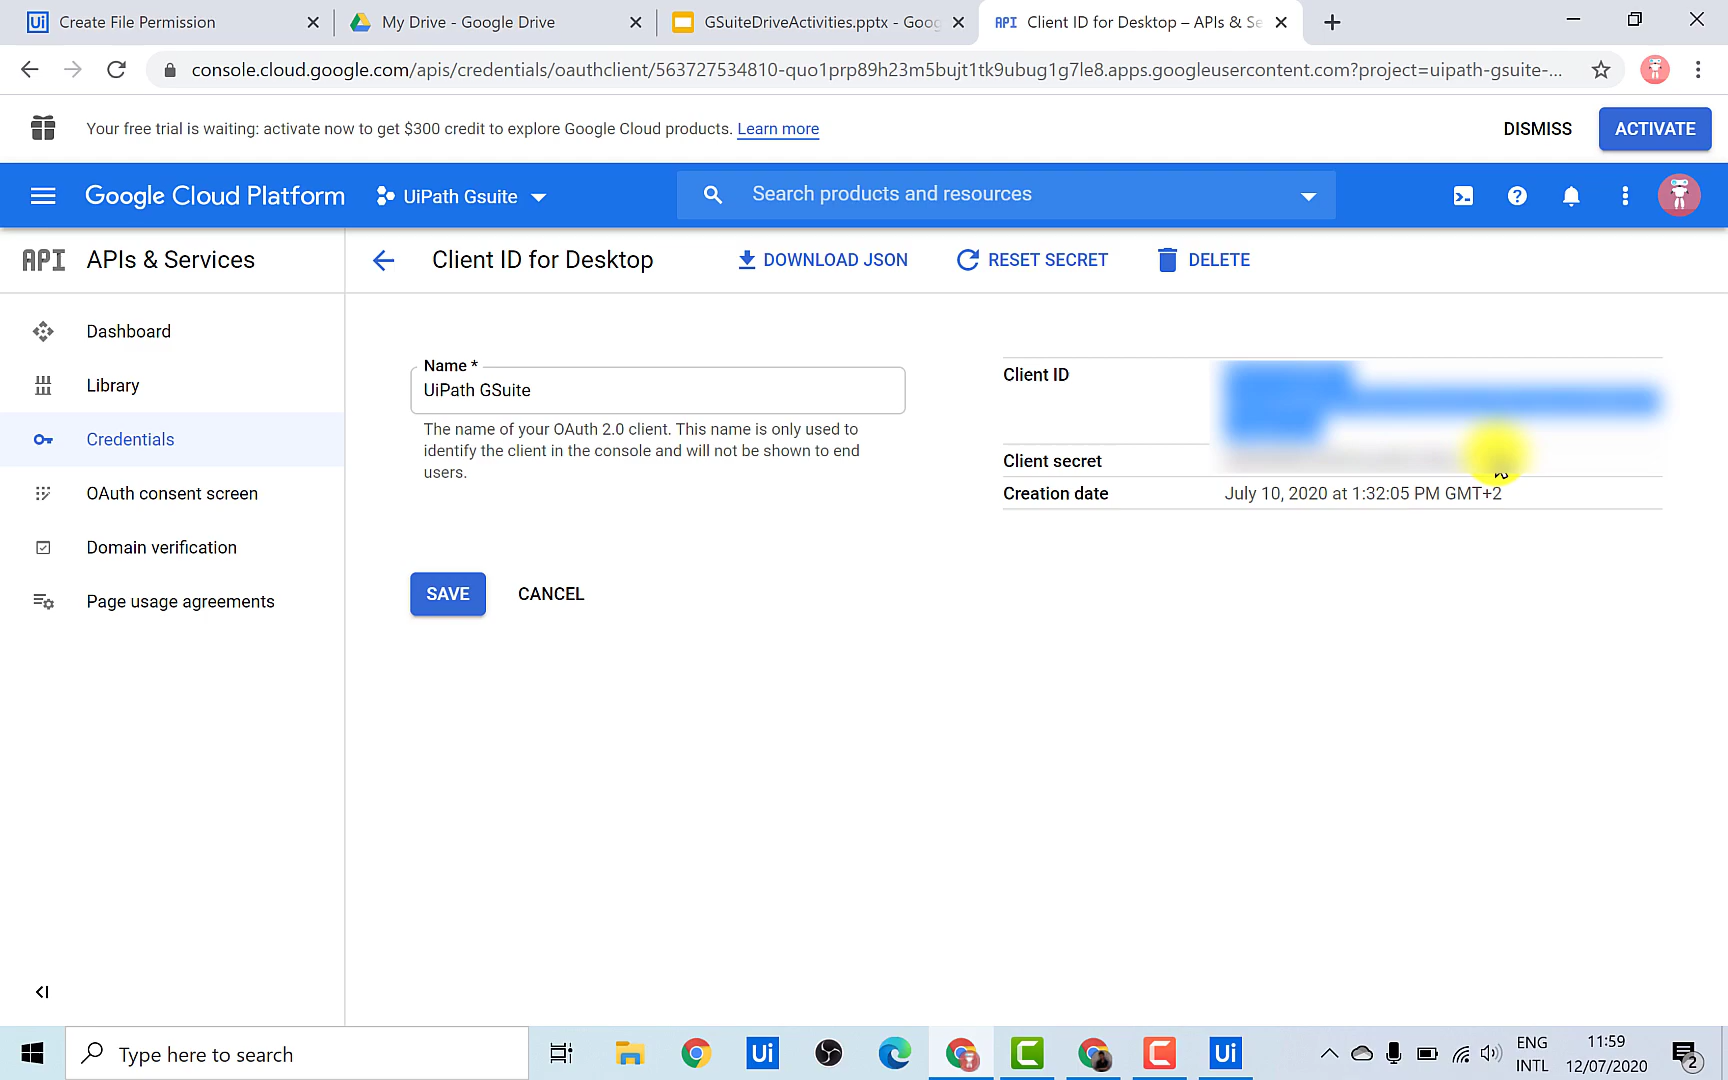 Create File Permission
My Drive - Google Drive
GSuiteDriveActivities.pptx - Goog
API Client ID for Desktop – APIs & Se
console.cloud.google.com/apis/credentials/oauthclient/563727534810-quo1prp89h23m5bujt1tk9ubug1g7le8.apps.googleusercontent.com?project=uipath-gsuite-...
Your free trial is waiting: activate now to get $300 credit to explore Google Cloud products. Learn more
DISMISS
ACTIVATE
Google Cloud Platform
UiPath Gsuite
Search products and resources
API APIs & Services
Client ID for Desktop
DOWNLOAD JSON
RESET SECRET
DELETE
Dashboard
Library
Credentials
OAuth consent screen
Domain verification
Page usage agreements
Name *
UiPath GSuite
The name of your OAuth 2.0 client. This name is only used to
identify the client in the console and will not be shown to end
users.
SAVE
CANCEL
Client ID
Client secret
Creation date
July 10, 2020 at 1:32:05 PM GMT+2
Type here to search
Ui
Ui
ENG
INTL
11:59
12/07/2020
2